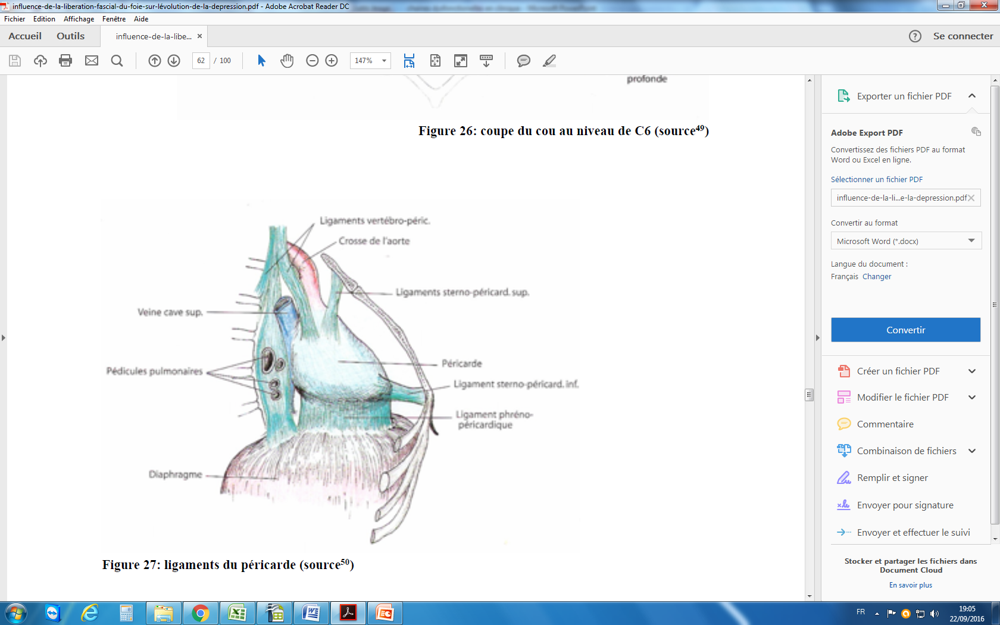 influence-de-la-liberation-fascial-du-foie-sur-lévolution-de-la-depression.pdf - Adobe Acrobat Reader DC
Fichier Edition Affichage Fenêtre Aide
Accueil Outils influence-de-la-libe... × ? Se connecter
62 / 100 147%
profonde
Figure 26: coupe du cou au niveau de C6 (source49)
Ligaments vertébro-péric.
Crosse de l'aorte
Ligaments sterno-péricard. sup.
Veine cave sup.
Péricarde
Pédicules pulmonaires
Ligament sterno-péricard. inf.
Ligament phréno-
péricardique
Diaphragme
Figure 27: ligaments du péricarde (source50)
Exporter un fichier PDF
Adobe Export PDF
Convertissez des fichiers PDF au format
Word ou Excel en ligne.
Sélectionner un fichier PDF
influence-de-la-li...e-la-depression.pdf
Convertir au format
Microsoft Word (*.docx)
Langue du document :
Français Changer
Convertir
Créer un fichier PDF
Modifier le fichier PDF
Commentaire
Combinaison de fichiers
Remplir et signer
Envoyer pour signature
Envoyer et effectuer le suivi
Stocker et partager les fichiers dans
Document Cloud
En savoir plus
FR
19:05
22/09/2016